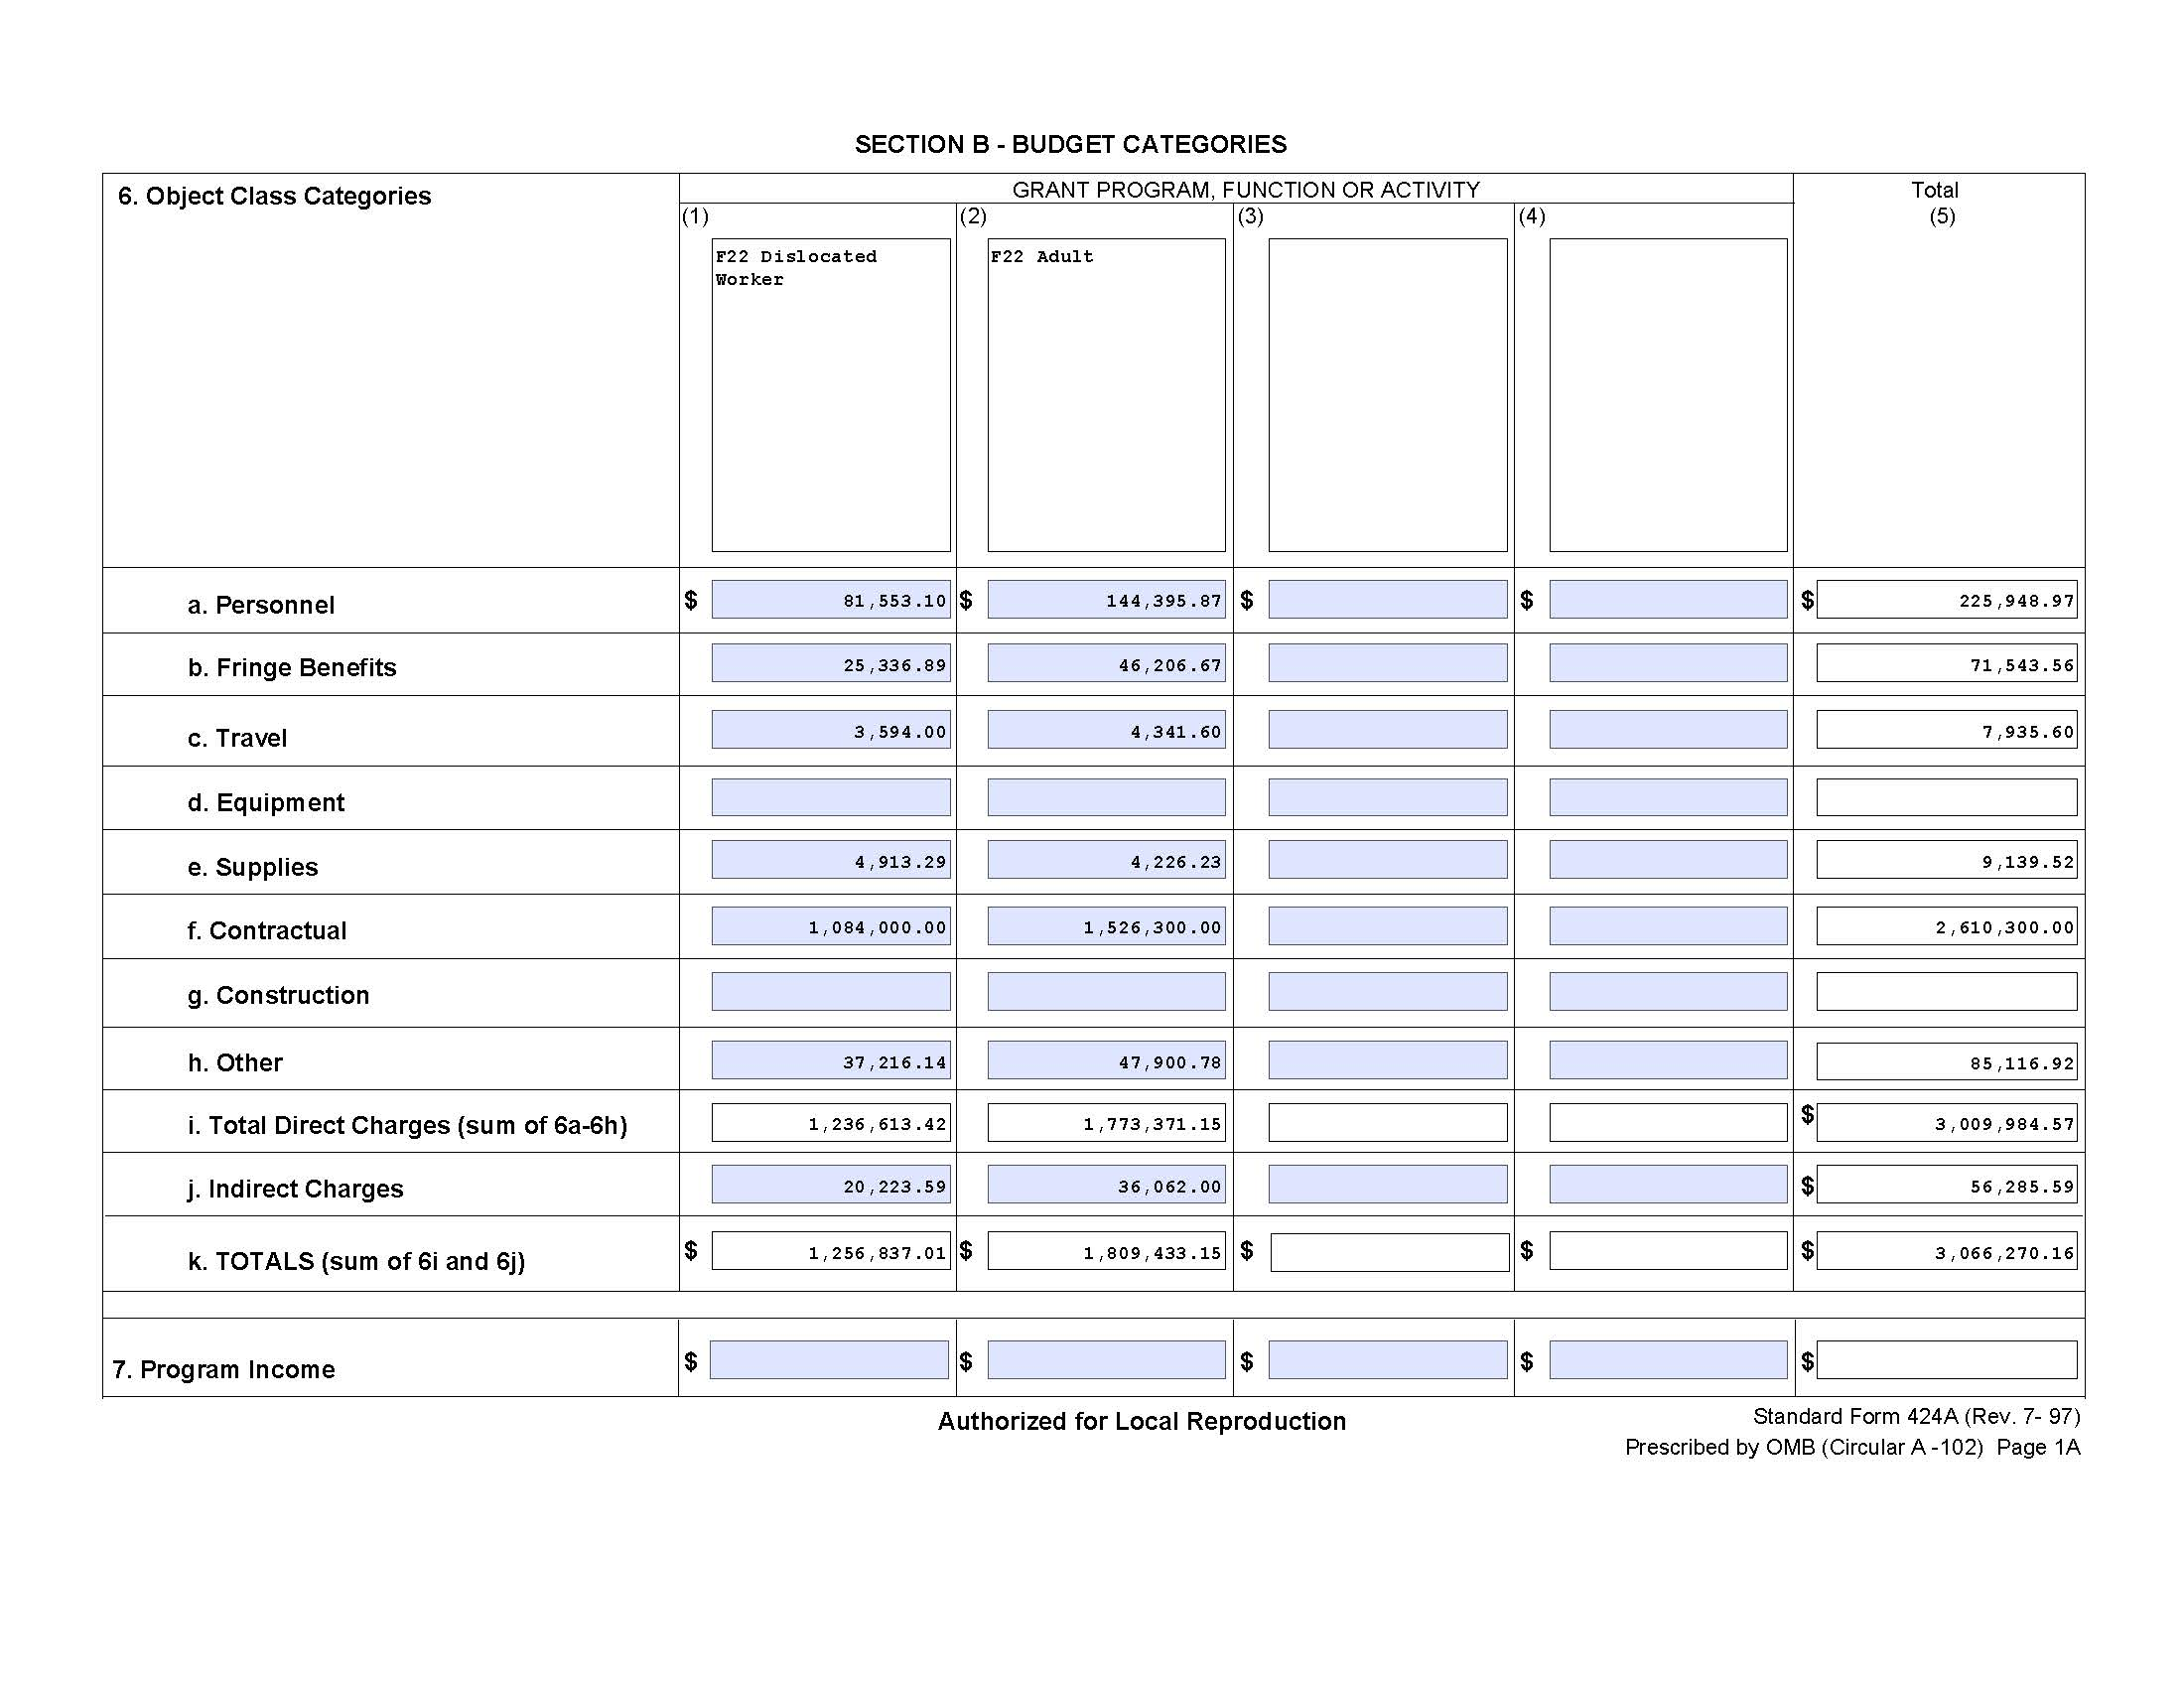 SECTION B - BUDGET CATEGORIES
6. Object Class Categories
GRANT PROGRAM, FUNCTION OR ACTIVITY
Total
(1) (2) (3) (4) (5)
F22 Dislocated
Worker
F22 Adult
a. Personnel $ 81,553.10 $ 144,395.87 $ $ $ 225,948.97
b. Fringe Benefits 25,336.89 46,206.67 71,543.56
c. Travel 3,594.00 4,341.60 7,935.60
d. Equipment
e. Supplies 4,913.29 4,226.23 9,139.52
f. Contractual 1,084,000.00 1,526,300.00 2,610,300.00
g. Construction
h. Other 37,216.14 47,900.78 85,116.92
i. Total Direct Charges (sum of 6a-6h) 1,236,613.42 1,773,371.15 $ 3,009,984.57
j. Indirect Charges 20,223.59 36,062.00 $ 56,285.59
k. TOTALS (sum of 6i and 6j) $ 1,256,837.01 $ 1,809,433.15 $ $ $ 3,066,270.16
7. Program Income $ $ $ $ $
Authorized for Local Reproduction
Standard Form 424A (Rev. 7- 97)
Prescribed by OMB (Circular A -102) Page 1A